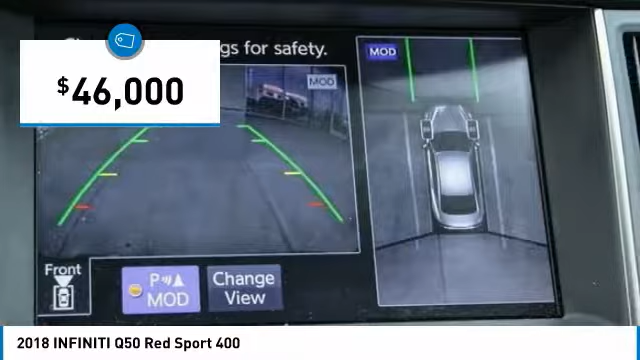 gs for safety.
$46,000
MOD
MOD
Front
P MOD
Change
View
2018 INFINITI Q50 Red Sport 400